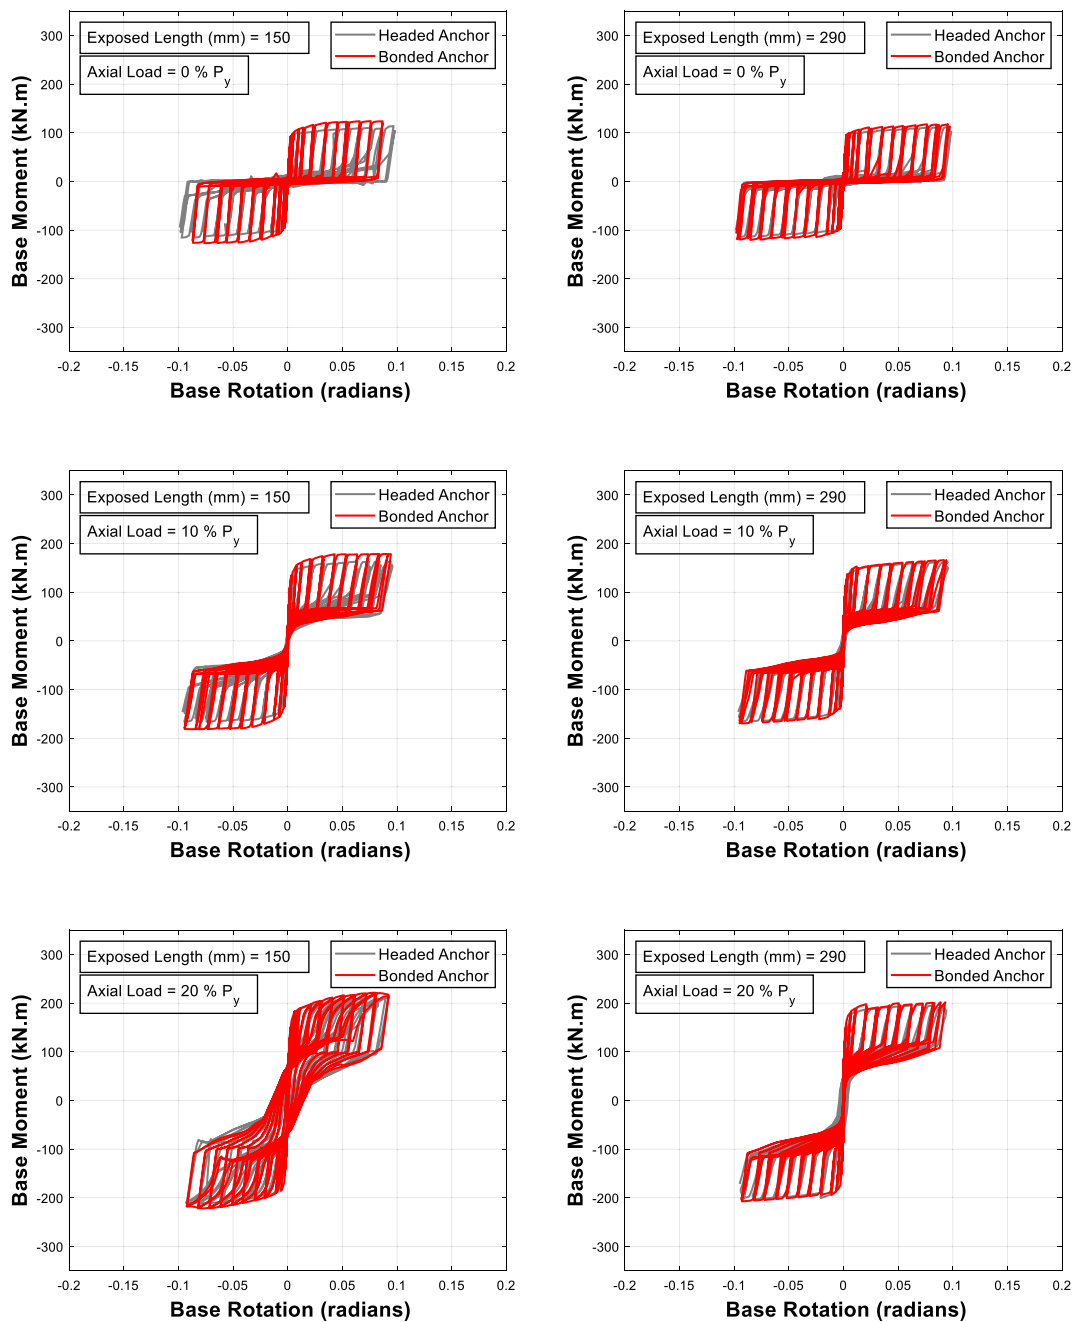 Exposed Length (mm) = 150
Axial Load = 0 % Py
Headed Anchor
Bonded Anchor
300
200
100
0
-100
-200
-300
Base Moment (kN.m)
-0.2 -0.15 -0.1 -0.05 0 0.05 0.1 0.15 0.2
Base Rotation (radians)
Exposed Length (mm) = 290
Axial Load = 0 % Py
Headed Anchor
Bonded Anchor
300
200
100
0
-100
-200
-300
Base Moment (kN.m)
-0.2 -0.15 -0.1 -0.05 0 0.05 0.1 0.15 0.2
Base Rotation (radians)
Exposed Length (mm) = 150
Axial Load = 10 % Py
Headed Anchor
Bonded Anchor
300
200
100
0
-100
-200
-300
Base Moment (kN.m)
-0.2 -0.15 -0.1 -0.05 0 0.05 0.1 0.15 0.2
Base Rotation (radians)
Exposed Length (mm) = 290
Axial Load = 10 % Py
Headed Anchor
Bonded Anchor
300
200
100
0
-100
-200
-300
Base Moment (kN.m)
-0.2 -0.15 -0.1 -0.05 0 0.05 0.1 0.15 0.2
Base Rotation (radians)
Exposed Length (mm) = 150
Axial Load = 20 % Py
Headed Anchor
Bonded Anchor
300
200
100
0
-100
-200
-300
Base Moment (kN.m)
-0.2 -0.15 -0.1 -0.05 0 0.05 0.1 0.15 0.2
Base Rotation (radians)
Exposed Length (mm) = 290
Axial Load = 20 % Py
Headed Anchor
Bonded Anchor
300
200
100
0
-100
-200
-300
Base Moment (kN.m)
-0.2 -0.15 -0.1 -0.05 0 0.05 0.1 0.15 0.2
Base Rotation (radians)